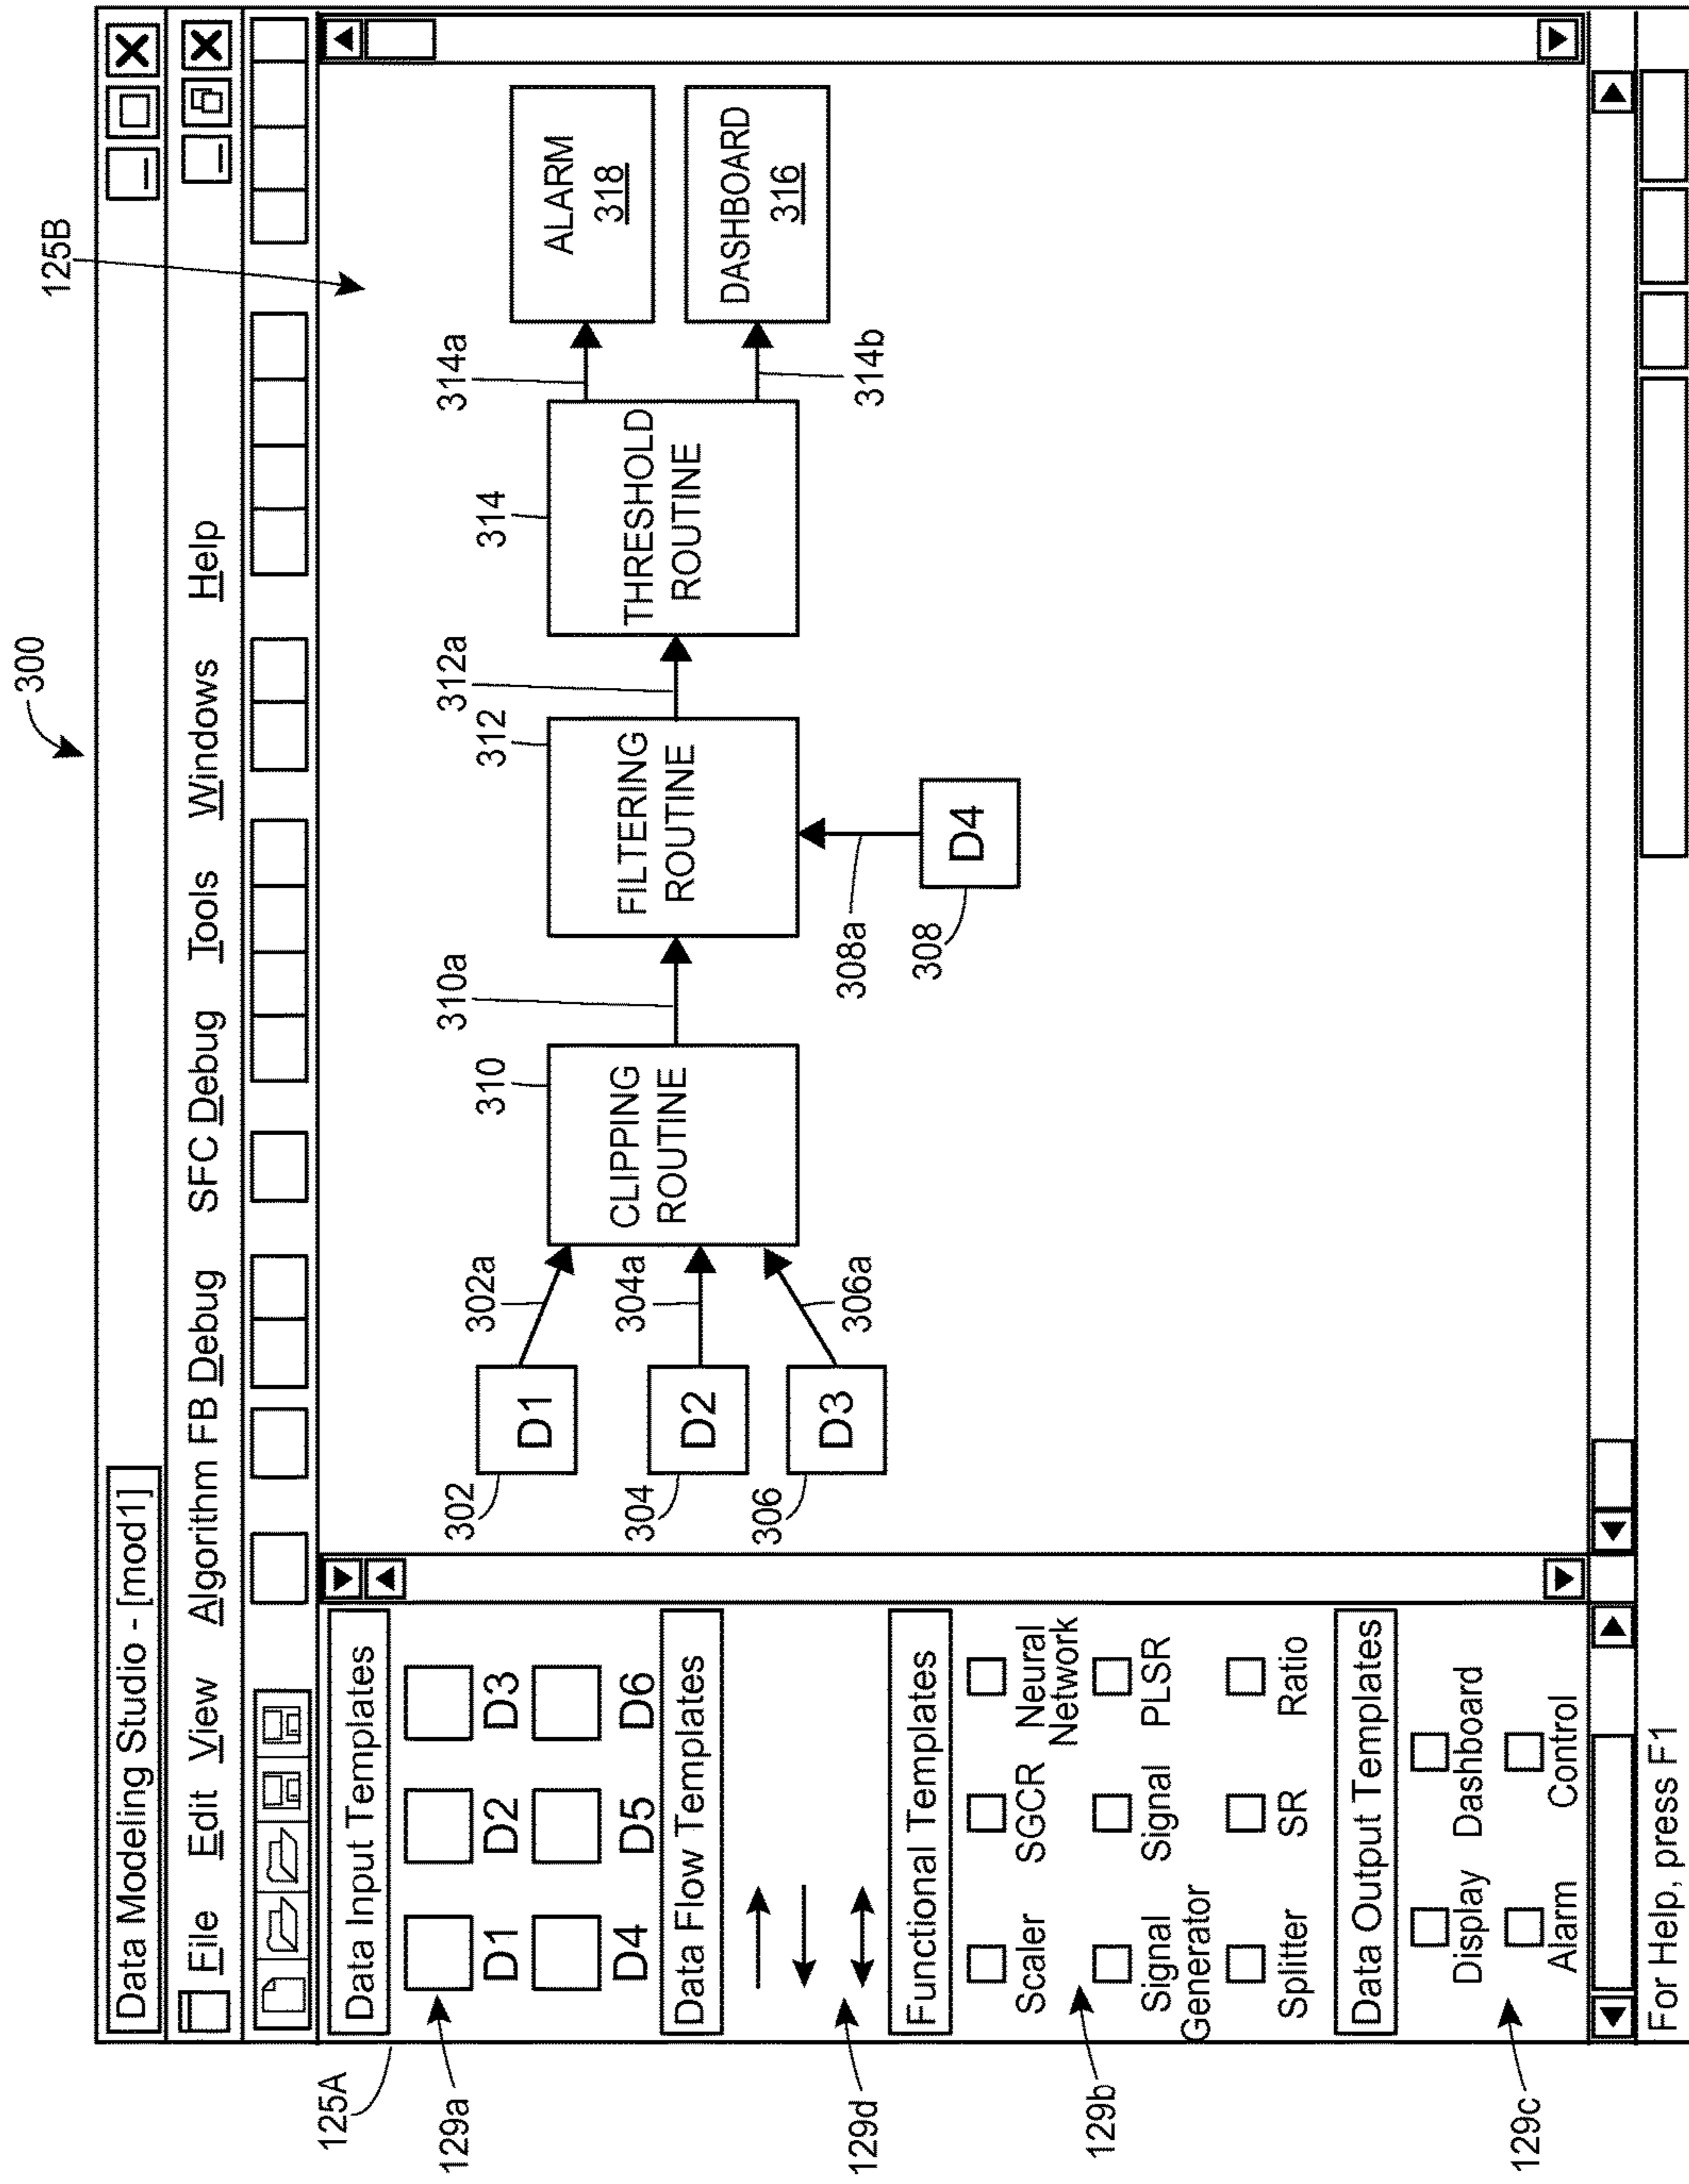 300
125B
Data Modeling Studio - [mod1]
File Edit View Algorithm FB Debug SFC Debug Tools Windows Help
125A
Data Input Templates
129a
D1 D2 D3
D4 D5 D6
Data Flow Templates
129d
Functional Templates
Scaler SGCR Neural
Network
129b
Signal Signal PLSR
Generator
Splitter SR Ratio
Data Output Templates
Display Dashboard
129c
Alarm Control
302
D1
302a
304
D2
304a
306
D3
306a
310
CLIPPING
ROUTINE
310a
312
FILTERING
ROUTINE
312a
308
D4
308a
314
THRESHOLD
ROUTINE
314a
314b
ALARM
318
DASHBOARD
316
For Help, press F1